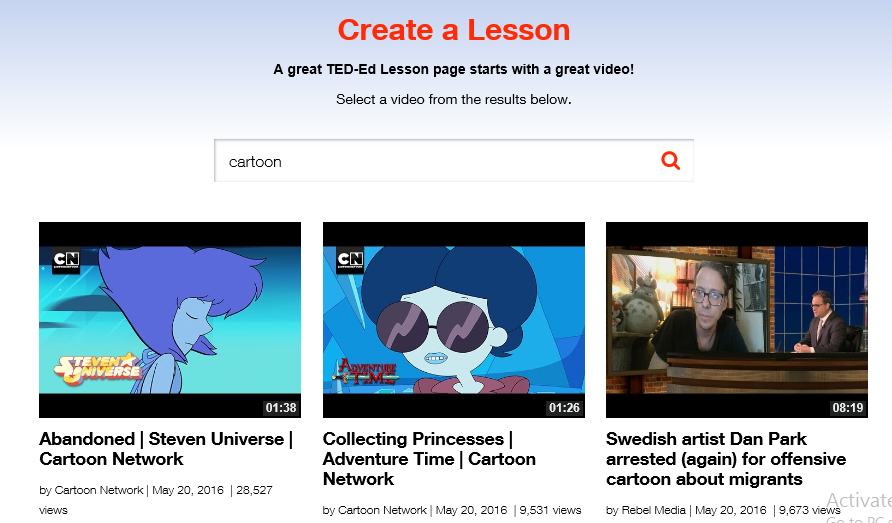 Create a Lesson
A great TED-Ed Lesson page starts with a great video!
Select a video from the results below.
cartoon
CN
CARTOON NETWORK
STEVEN
UNIVERSE
01:38
CN
CARTOON NETWORK
ADVENTURE
TIME
01:26
08:19
Abandoned | Steven Universe |
Cartoon Network
by Cartoon Network | May 20, 2016 | 28,527
views
Collecting Princesses |
Adventure Time | Cartoon
Network
by Cartoon Network | May 20, 2016 | 9,531 views
Swedish artist Dan Park
arrested (again) for offensive
cartoon about migrants
by Rebel Media | May 20, 2016 | 9,673 views
Activate
Go to PC